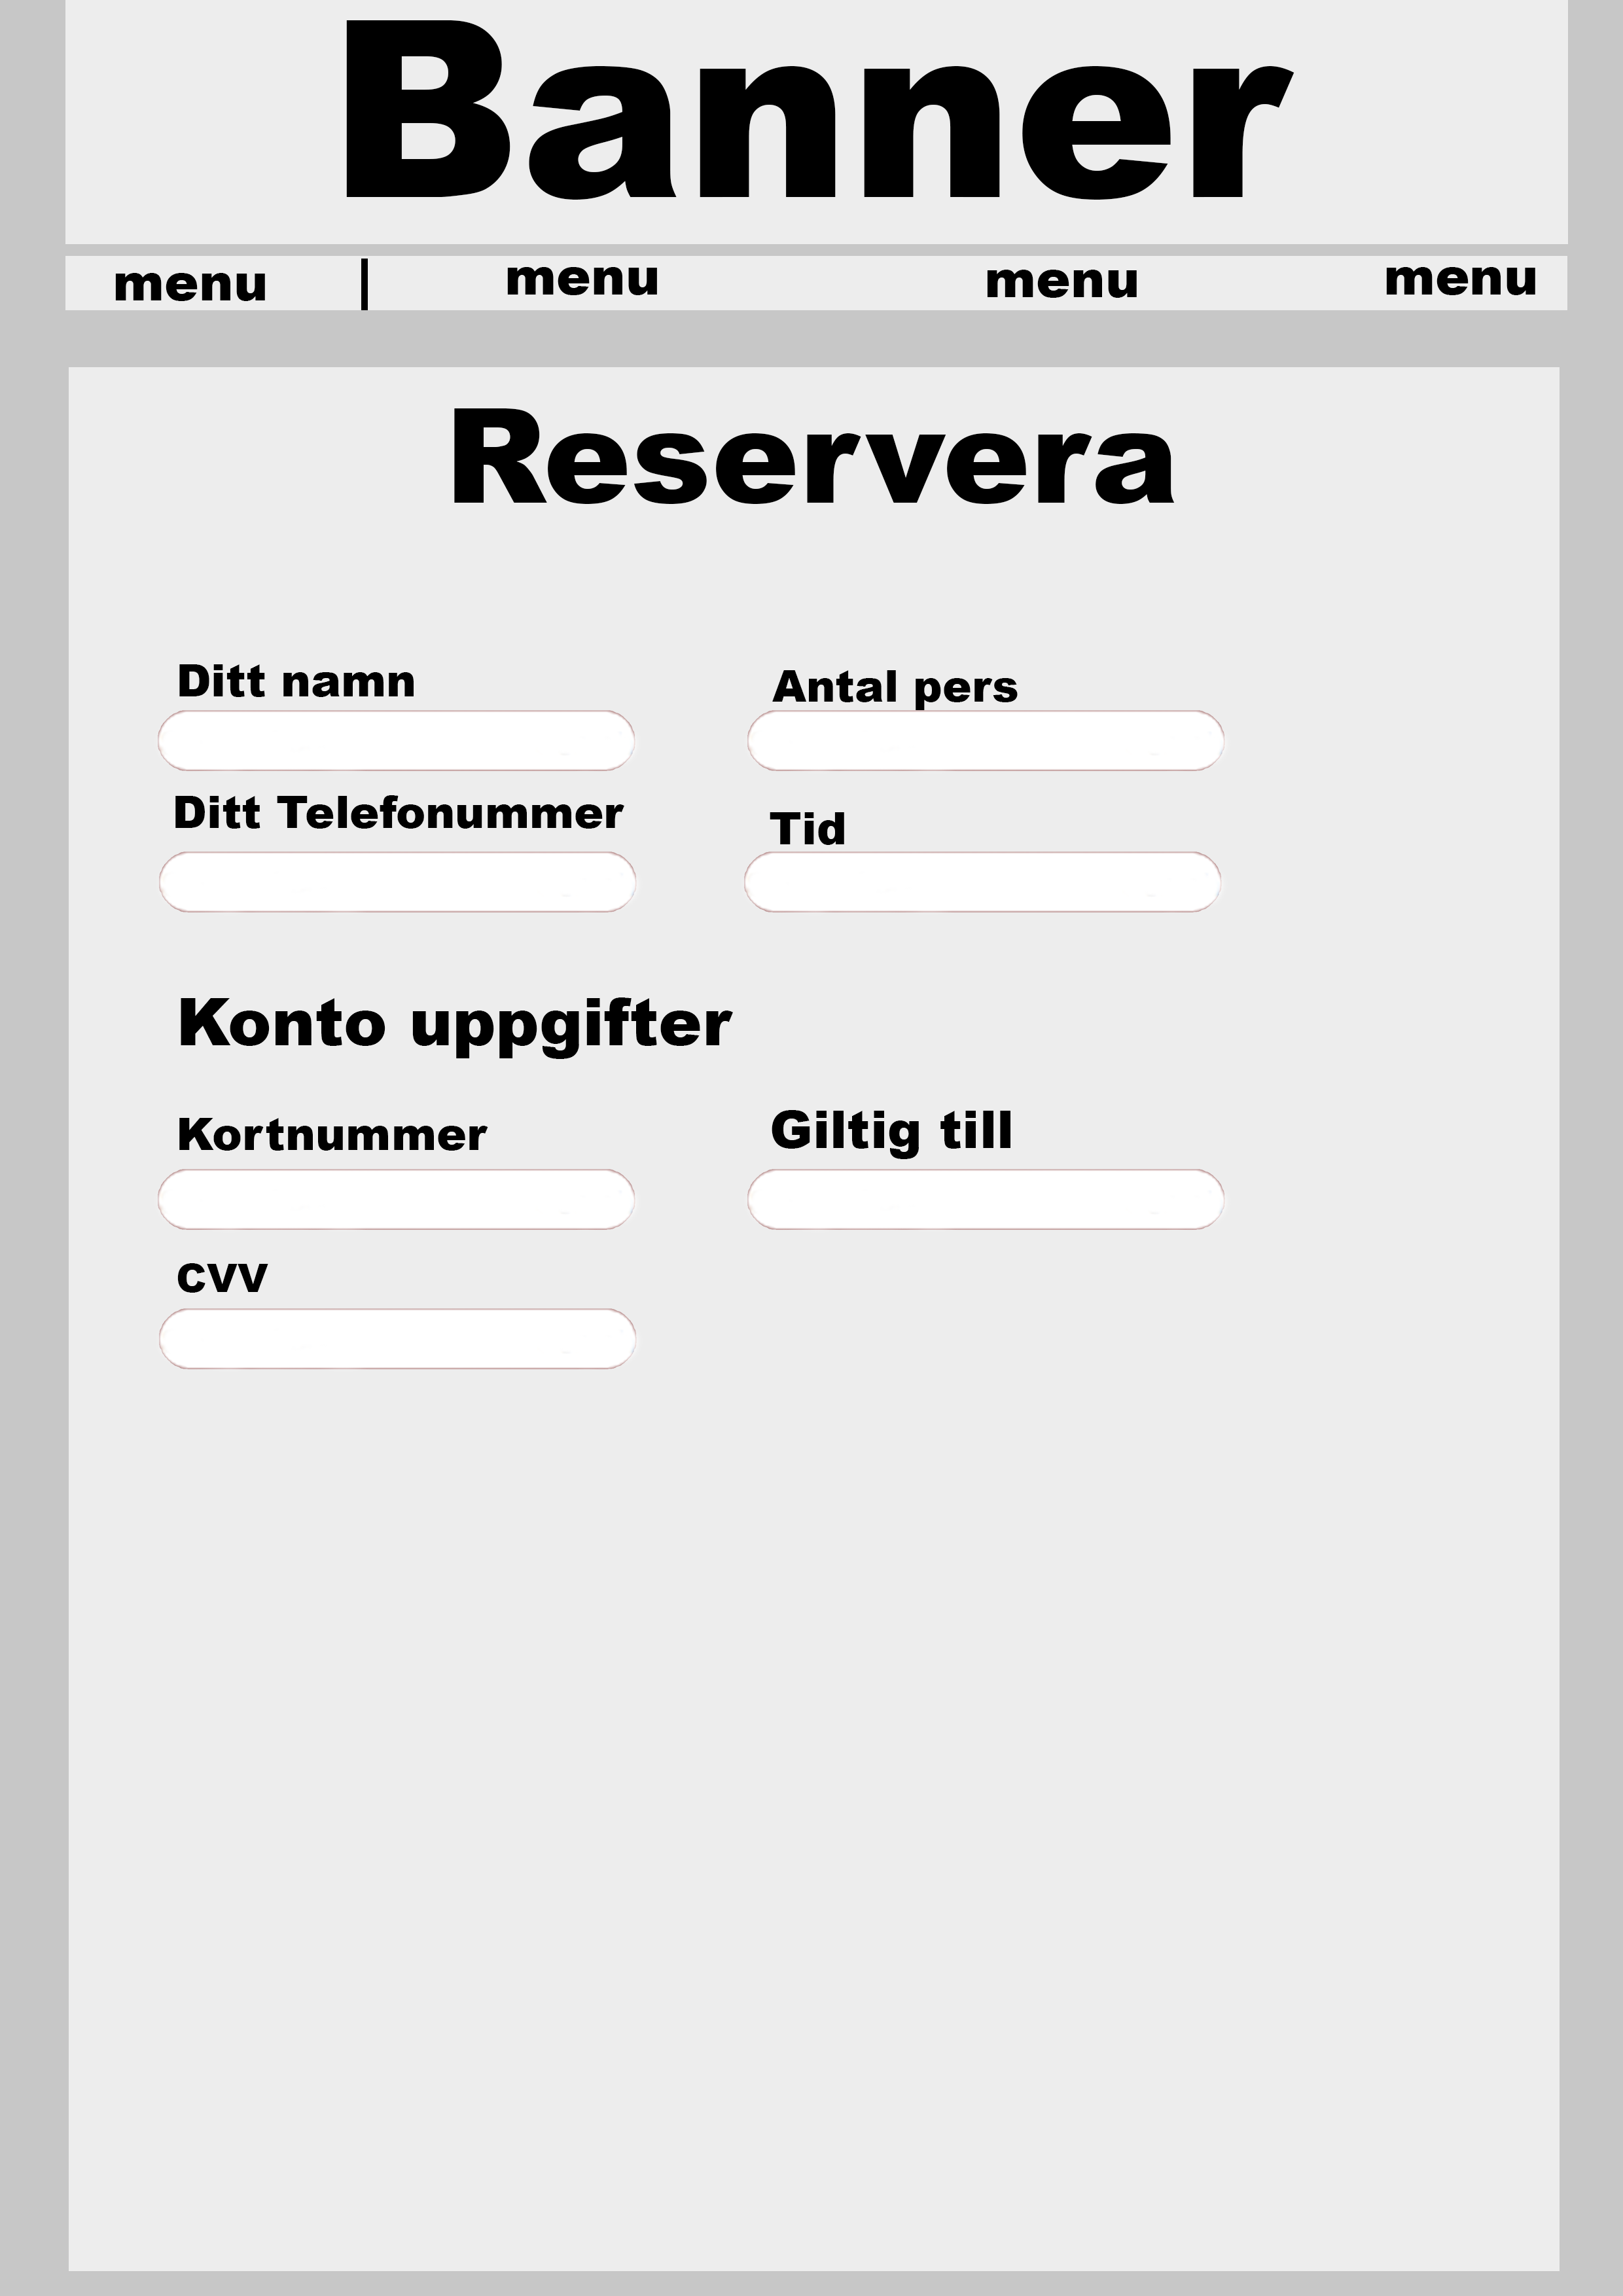 Banner
menu | menu menu menu
Reservera
Ditt namn Antal pers
Ditt Telefonummer Tid
Konto uppgifter
Kortnummer Giltig till
cvv